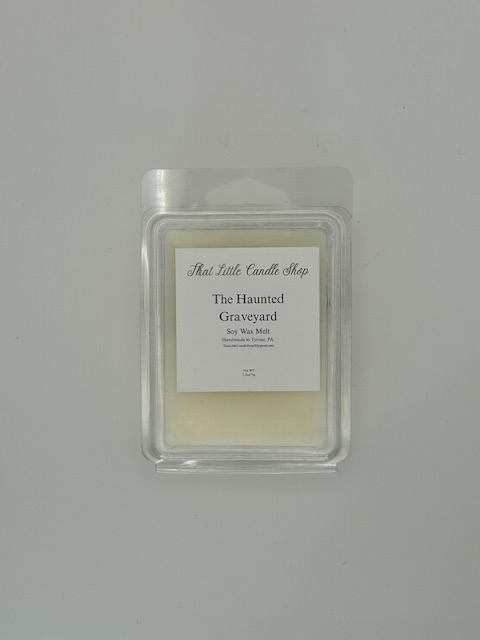 That Little Candle Shop
The Haunted
Graveyard
Soy Wax Melt
Handmade in Tyrone, PA